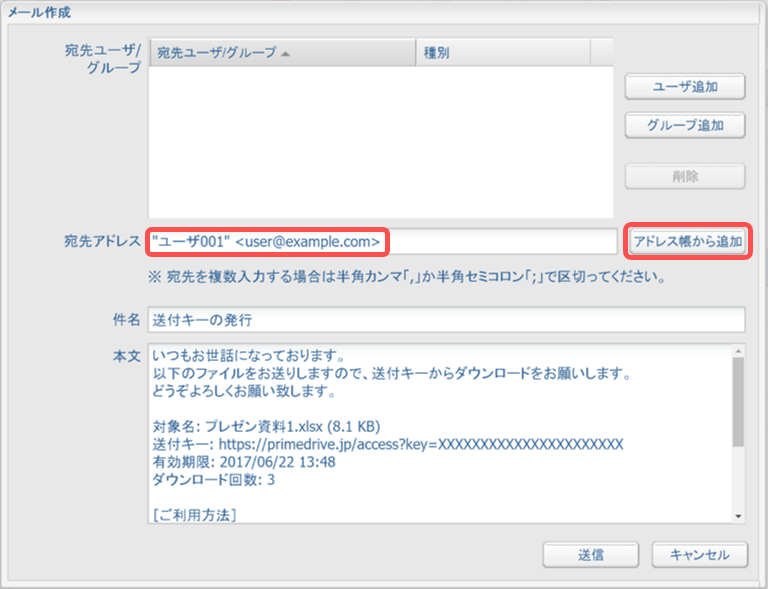 メール作成
宛先ユーザ/
グループ
宛先ユーザ/グループ
種別
ユーザ追加
グループ追加
削除
宛先アドレス
"ユーザ001" <user@example.com>
アドレス帳から追加
※ 宛先を複数入力する場合は半角カンマ「,」か半角セミコロン「;」で区切ってください。
件名
送付キーの発行
本文
いつもお世話になっております。
以下のファイルをお送りしますので、送付キーからダウンロードをお願いします。
どうぞよろしくお願い致します。
対象名: プレゼン資料1.xlsx (8.1 KB)
送付キー: https://primedrive.jp/access?key=XXXXXXXXXXXXXXXXXXXXXX
有効期限: 2017/06/22 13:48
ダウンロード回数: 3
[ご利用方法]
送信
キャンセル